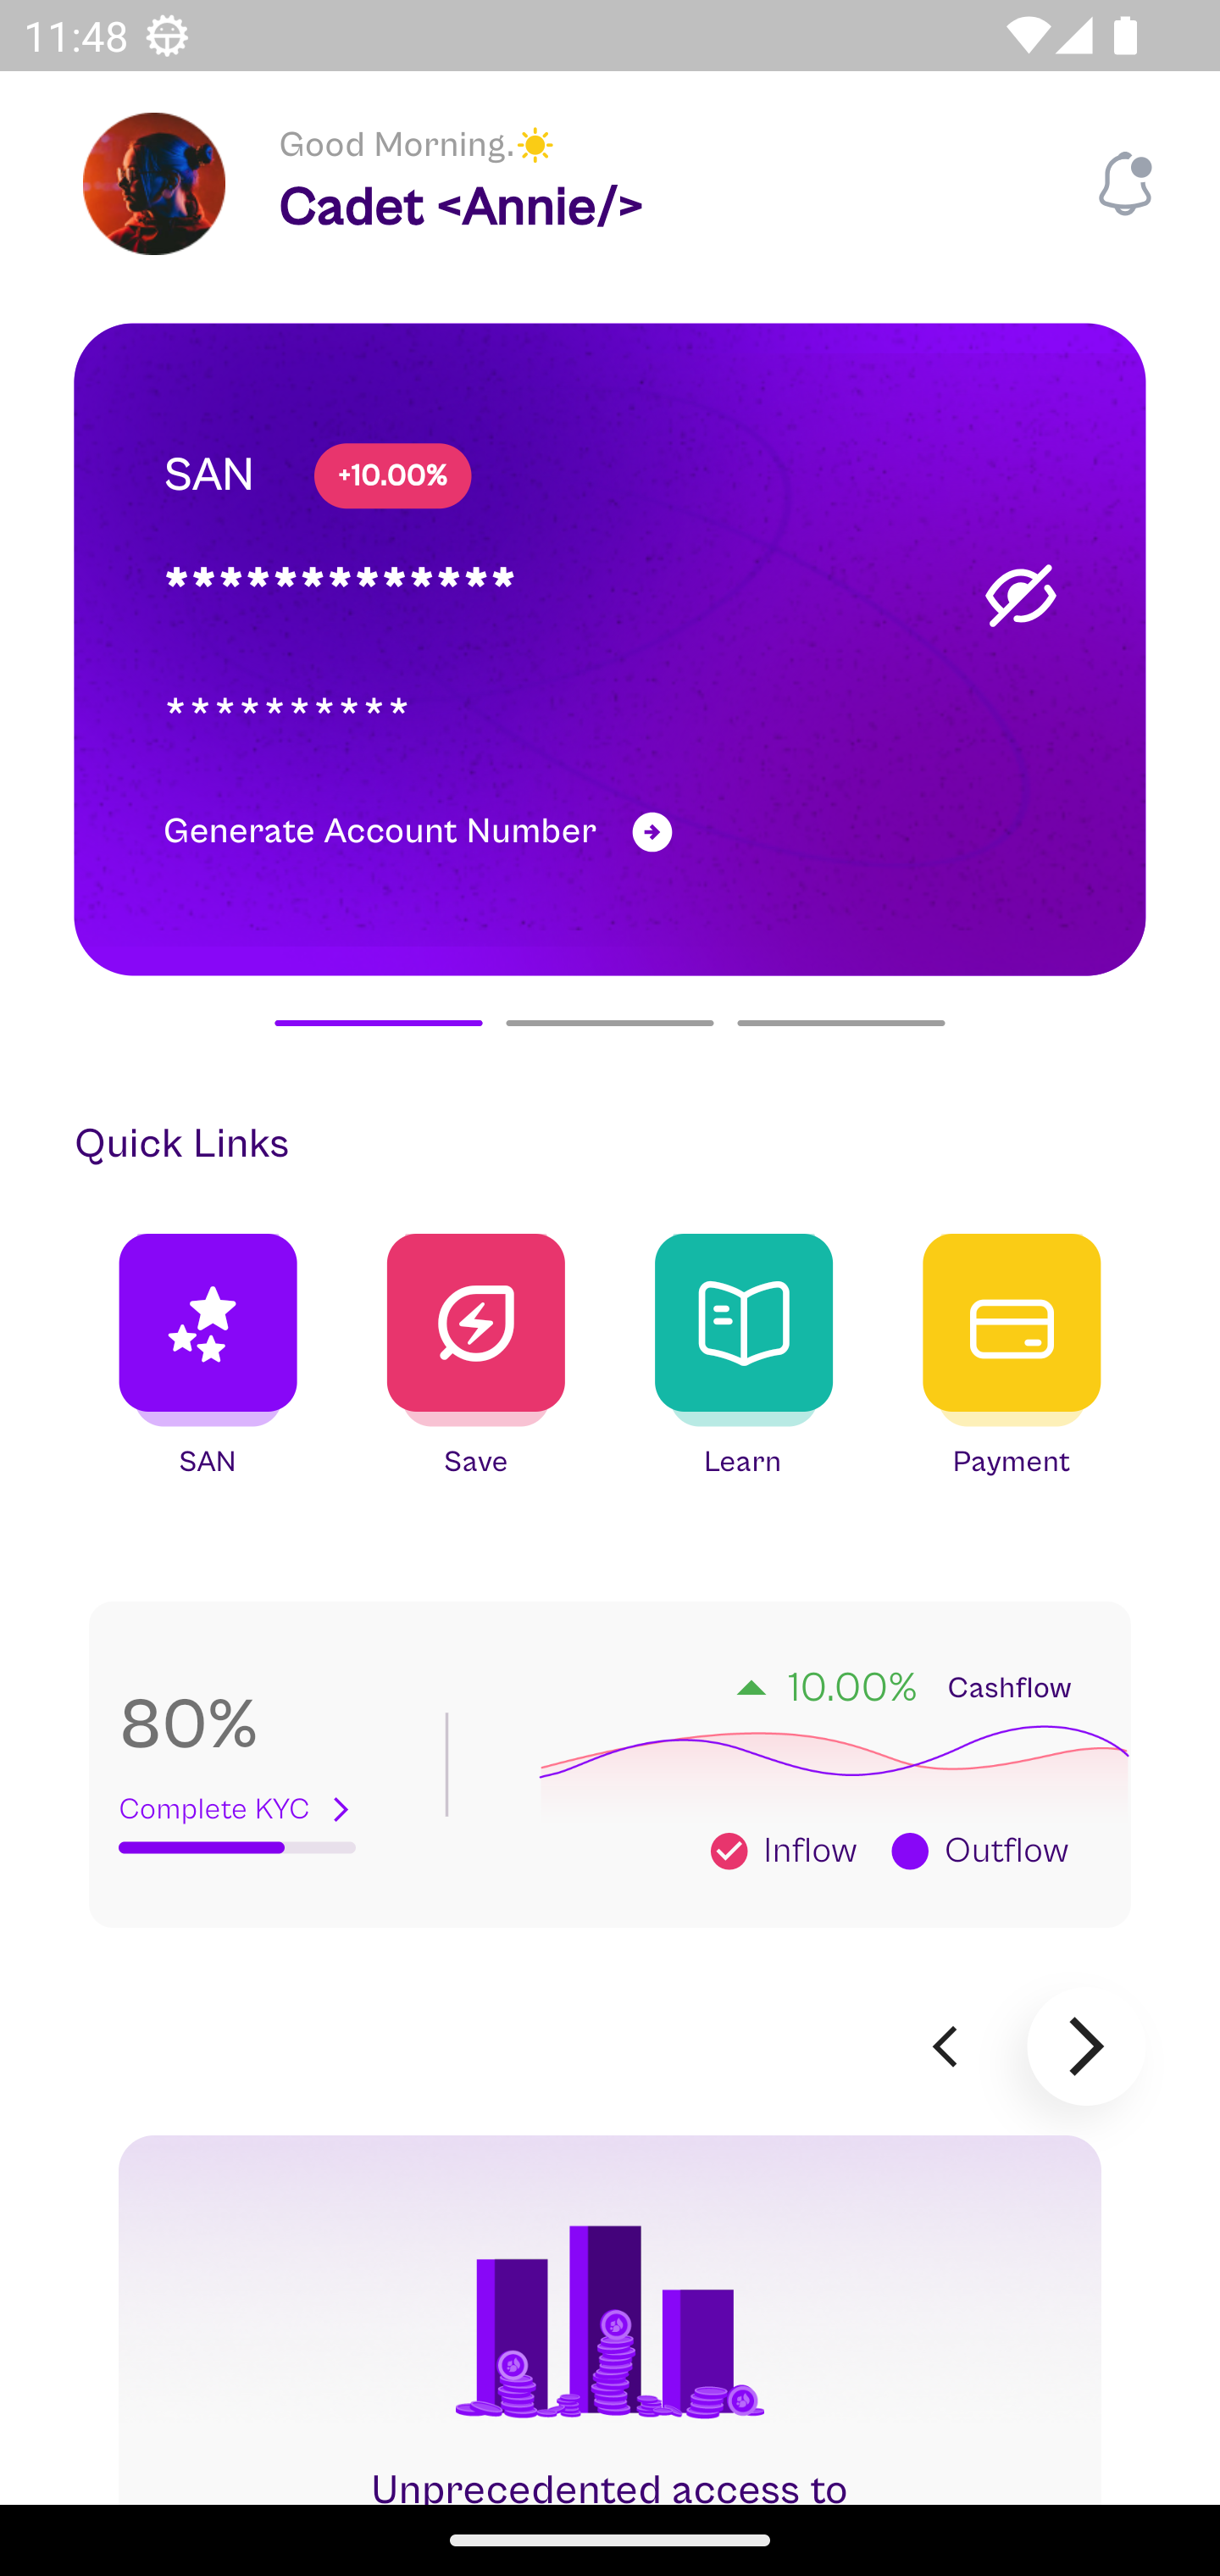 11:48
Good Morning.
Cadet <Annie/>
SAN +10.00%
*************
**********
Generate Account Number
Quick Links
SAN Save Learn Payment
80%
Complete KYC
10.00% Cashflow
Inflow Outflow
Unprecedented access to